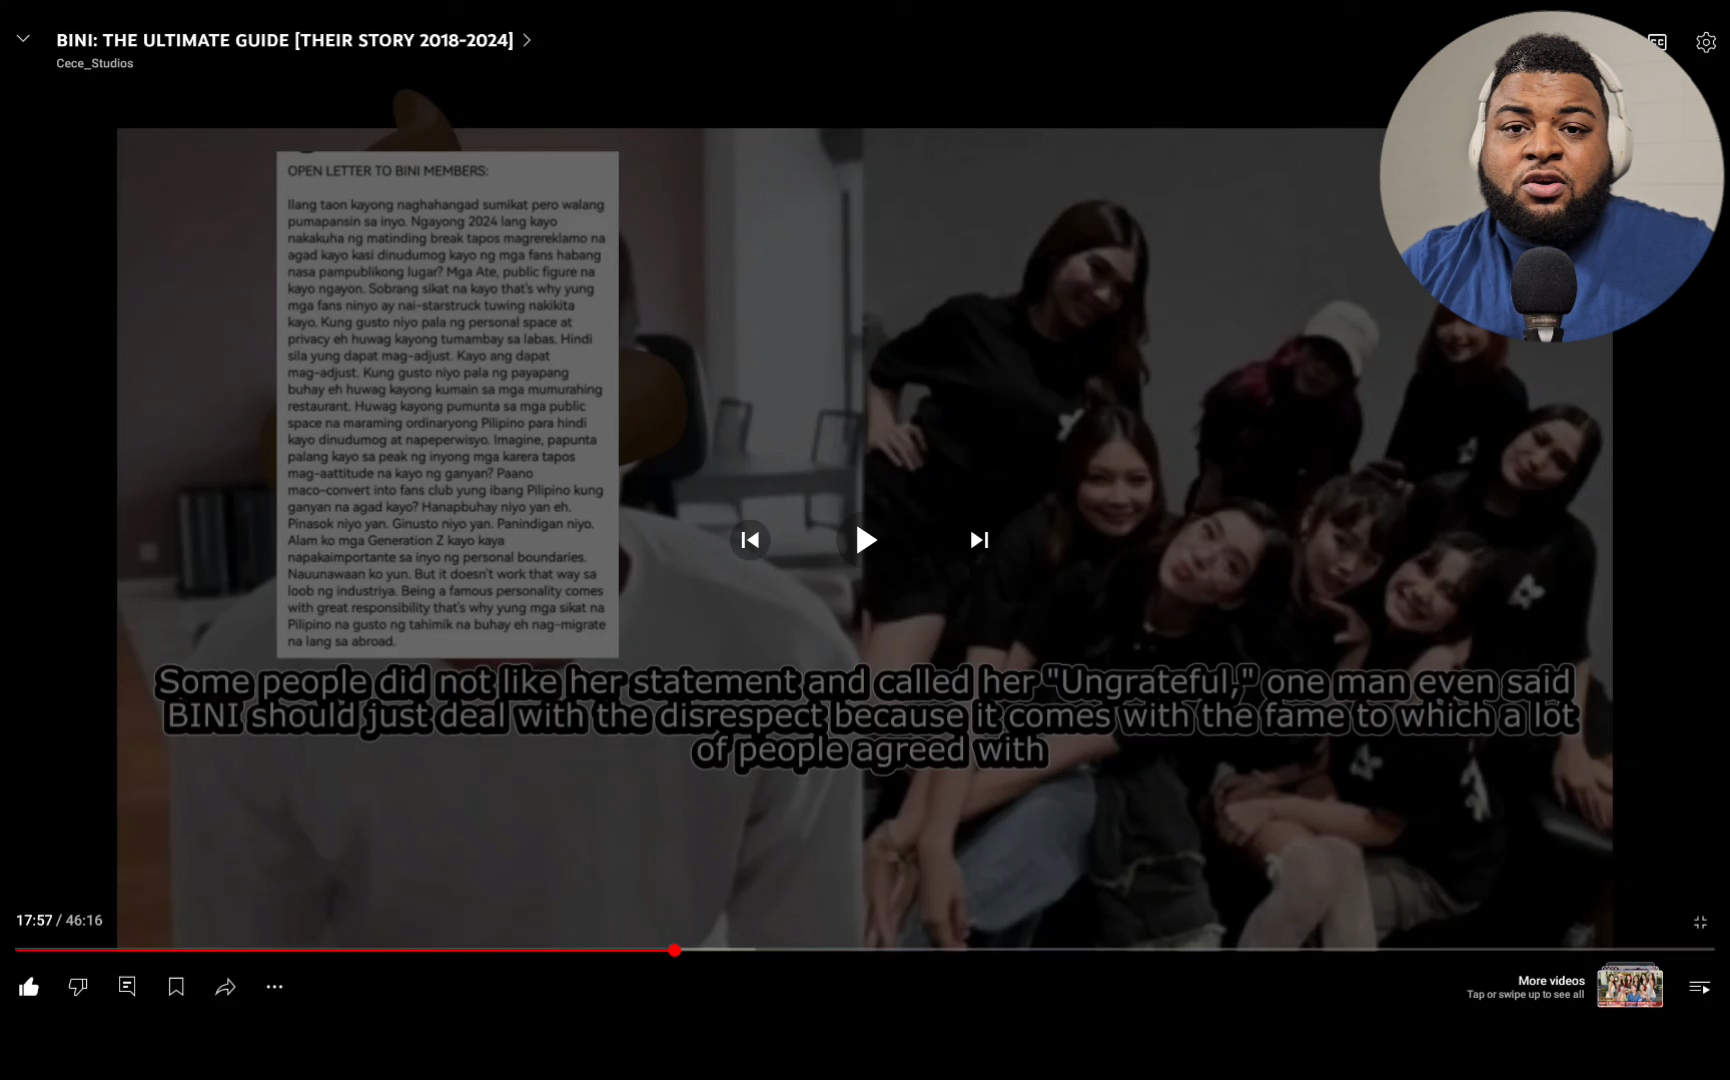 BINI: THE ULTIMATE GUIDE [THEIR STORY 2018-2024]
Cece_Studios
CC
OPEN LETTER TO BINI MEMBERS:
Ilang taon kayong naghahangad sumikat pero walang
pumapansin sa inyo. Ngayong 2024 lang kayo
nakakuha ng matinding break tapos magrereklamo na
agad kayo kasi dinudumog kayo ng mga fans habang
nasa pampublikong lugar? Mga Ate, public figure na
kayo ngayon. Sobrang sikat na kayo that's why yung
mga fans ninyo ay nai-starstruck tuwing nakikita
kayo. Kung gusto niyo pala ng personal space at
privacy eh huwag kayong tumambay sa labas. Hindi
sila yung dapat mag-adjust. Kayo ang dapat
mag-adjust. Kung gusto niyo pala ng payapang
buhay eh huwag kayong kumain sa mga mumurahing
restaurant. Huwag kayong pumunta sa mga public
space na maraming ordinaryong Pilipino para hindi
kayo dinudumog at napeperwisyo. Imagine, papunta
palang kayo sa peak ng inyong mga karera tapos
mag-aattitude na kayo ng ganyan? Paano
maco-convert into fans club yung ibang Pilipino kung
ganyan na agad kayo? Hanapbuhay niyo yan eh.
Pinasok niyo yan. Ginusto niyo yan. Panindigan niyo.
Alam ko mga Generation Z kayo kaya
napakaimportante sa inyo ng personal boundaries.
Nauunawaan ko yun. But it doesn't work that way sa
loob ng industriya. Being a famous personality comes
with great responsibility that's why yung mga sikat na
Pilipino na gusto ng tahimik na buhay eh nag-migrate
na lang sa abroad.
Some people did not like her statement and called her "Ungrateful," one man even said
BINI should just deal with the disrespect because it comes with the fame to which a lot
of people agreed with
17:57 / 46:16
More videos
Tap or swipe up to see all